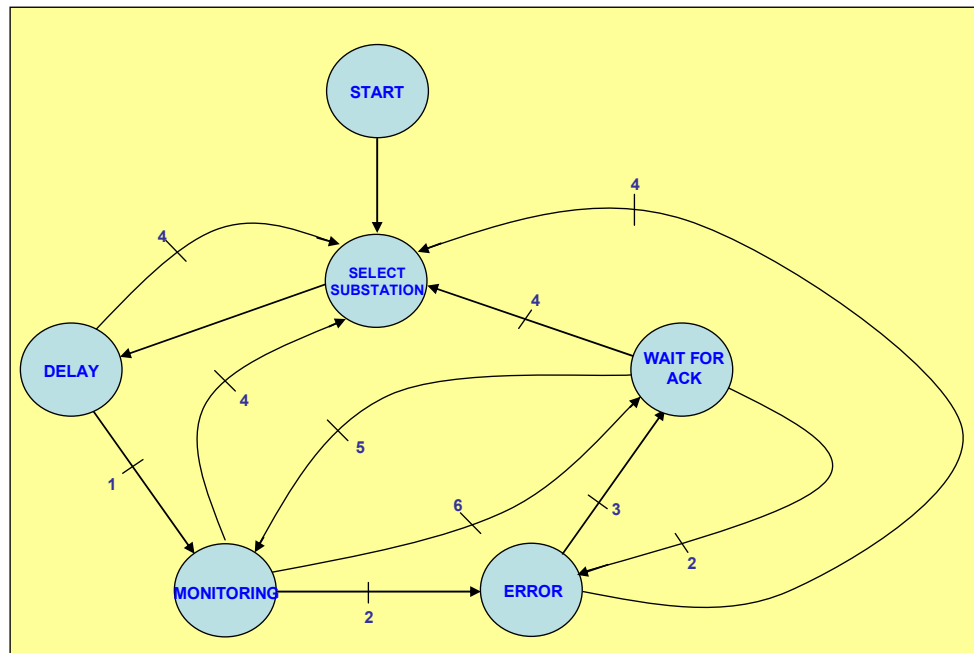 START
4
4
SELECT
SUBSTATION
4
DELAY
WAIT FOR
ACK
4
5
1
6
3
2
MONITORING
ERROR
2